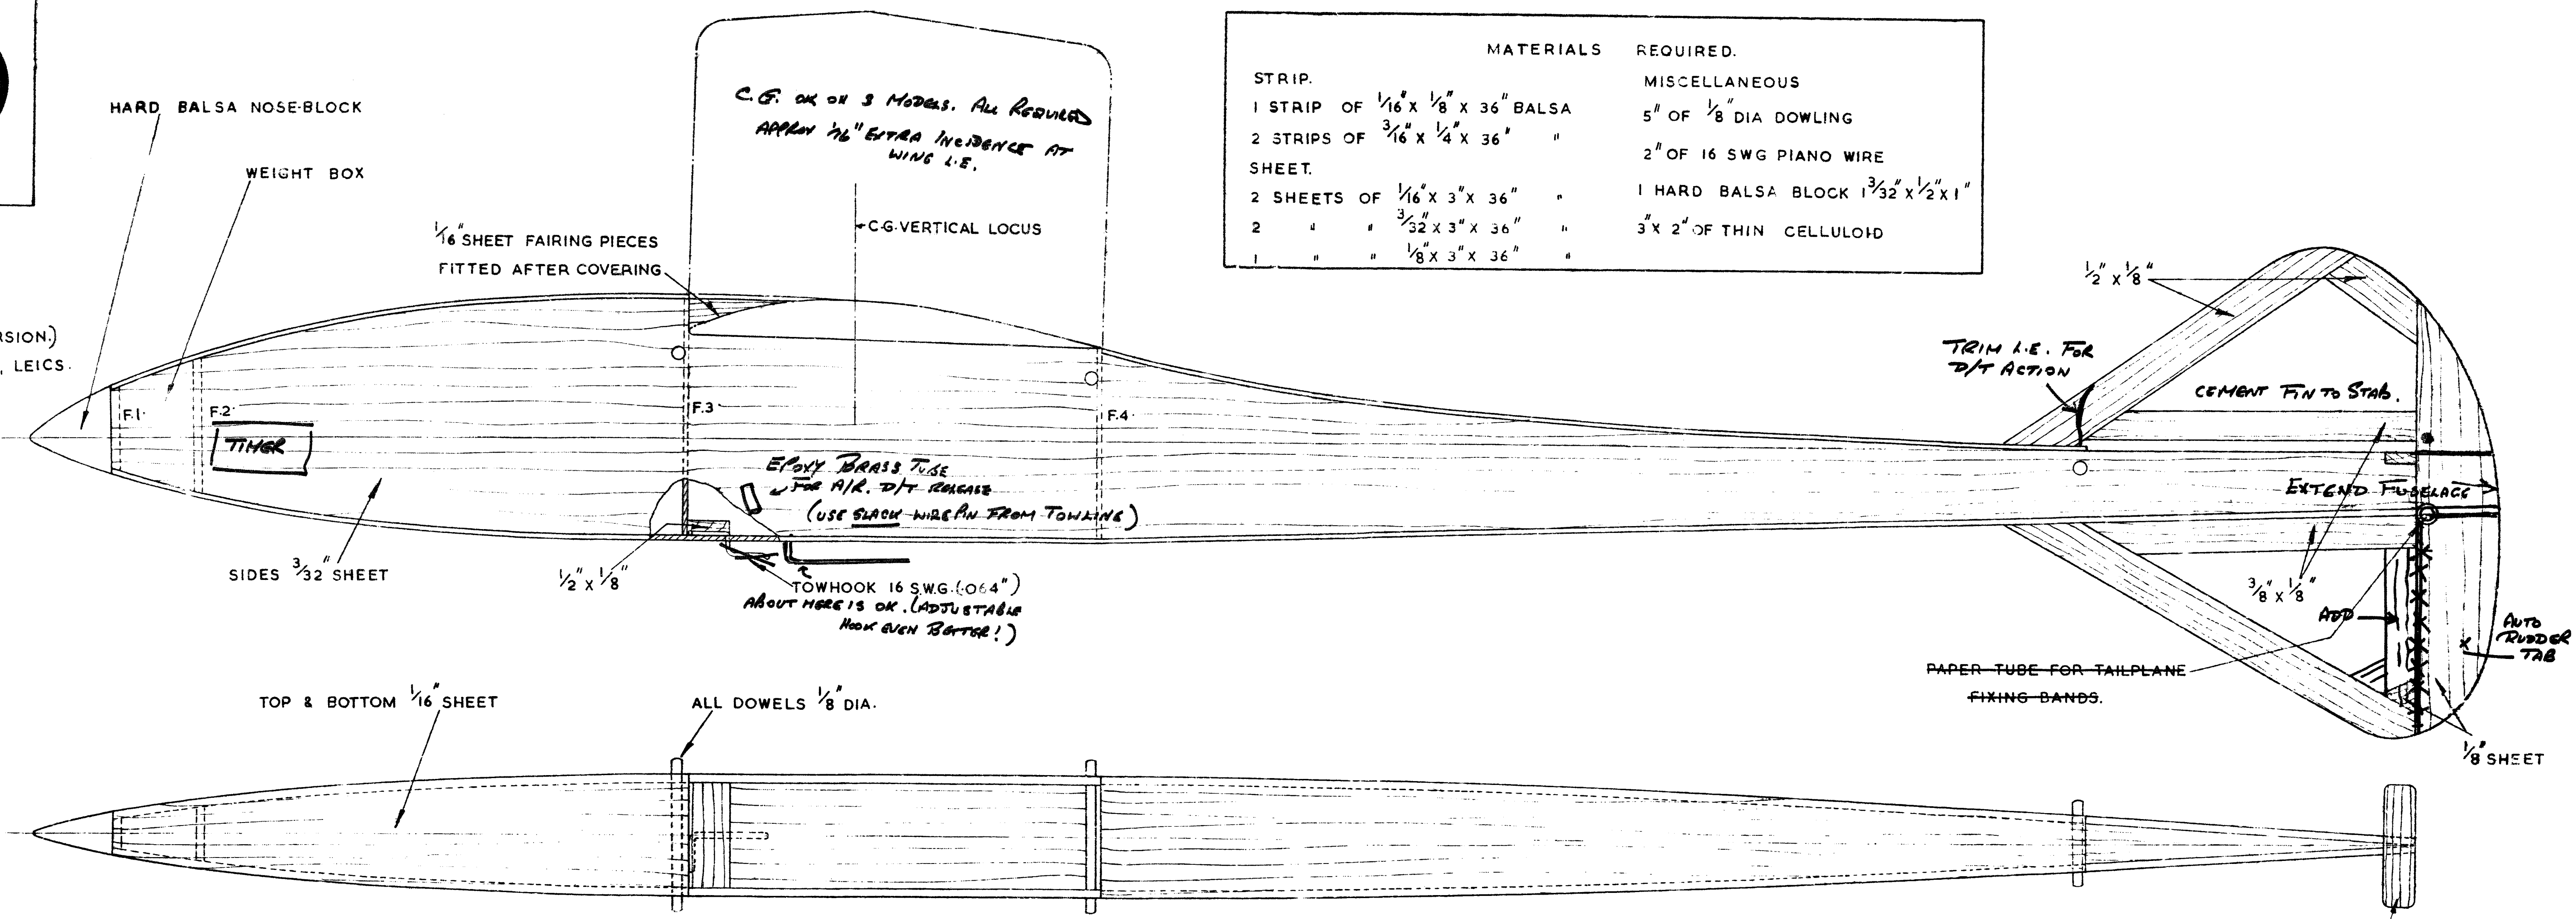 MATERIALS REQUIRED.
STRIP.
1 STRIP OF 1/16" X 1/8" X 36" BALSA
2 STRIPS OF 3/16" X 1/4" X 36" "
SHEET.
2 SHEETS OF 1/16" X 3" X 36" "
2 " " 3/32" X 3" X 36" "
1 " " 1/8" X 3" X 36" "
MISCELLANEOUS
5" OF 1/8" DIA DOWLING
2" OF 16 SWG PIANO WIRE
1 HARD BALSA BLOCK 1 3/32" X 1/2" X 1"
3" X 2" OF THIN CELLULOID
HARD BALSA NOSE-BLOCK
WEIGHT BOX
C.G. OK ON 3 MODELS. ALL REQUIRED
APPROX 1/16" EXTRA INCIDENCE AT
WING L.E.
C.G. VERTICAL LOCUS
1/16" SHEET FAIRING PIECES
FITTED AFTER COVERING
RSION.)
, LEICS.
1/2" X 1/8"
TRIM L.E. FOR
D/T ACTION
CEMENT FIN TO STAB.
F.1.
F.2.
F.3.
F.4.
TIMER
EPOXY BRASS TUBE
FOR A/R. D/T RELEASE
(USE SLACK WIRE PIN FROM TOWLINE)
EXTEND FUSELAGE
SIDES 3/32" SHEET
1/2" X 1/8"
TOWHOOK 16 S.W.G. (.064")
ABOUT HERE IS OK. (ADJUSTABLE
HOOK EVEN BETTER!)
3/8" X 1/8"
ADD
AUTO
RUDDER
TAB
PAPER TUBE FOR TAILPLANE
FIXING BANDS.
1/8" SHEET
TOP & BOTTOM 1/16" SHEET
ALL DOWELS 1/8" DIA.